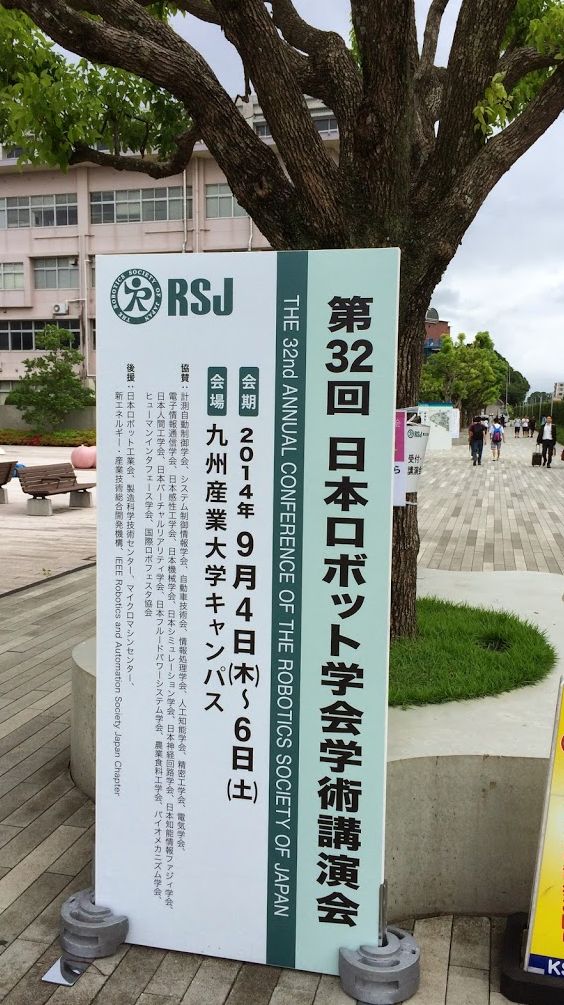 THE ROBOTICS SOCIETY OF JAPAN
RSJ
第32回 日本ロボット学会学術講演会
THE 32nd ANNUAL CONFERENCE OF THE ROBOTICS SOCIETY OF JAPAN
会期 2014年 9月4日(木)～6日(土)
会場 九州産業大学キャンパス
協賛：計測自動制御学会、システム制御情報学会、自動車技術会、情報処理学会、人工知能学会、精密工学会、電気学会、
電子情報通信学会、日本感性工学会、日本機械学会、日本シミュレーション学会、日本神経回路学会、日本知能情報ファジィ学会、
日本人間工学会、日本バーチャルリアリティ学会、日本フルードパワーシステム学会、農業食料工学会、バイオメカニズム学会、
ヒューマンインタフェース学会、国際ロボフェスタ協会
後援：日本ロボット工業会、製造科学技術センター、マイクロマシンセンター、
新エネルギー・産業技術総合開発機構、IEEE Robotics and Automation Society Japan Chapter
受付
講演会
ら
KS